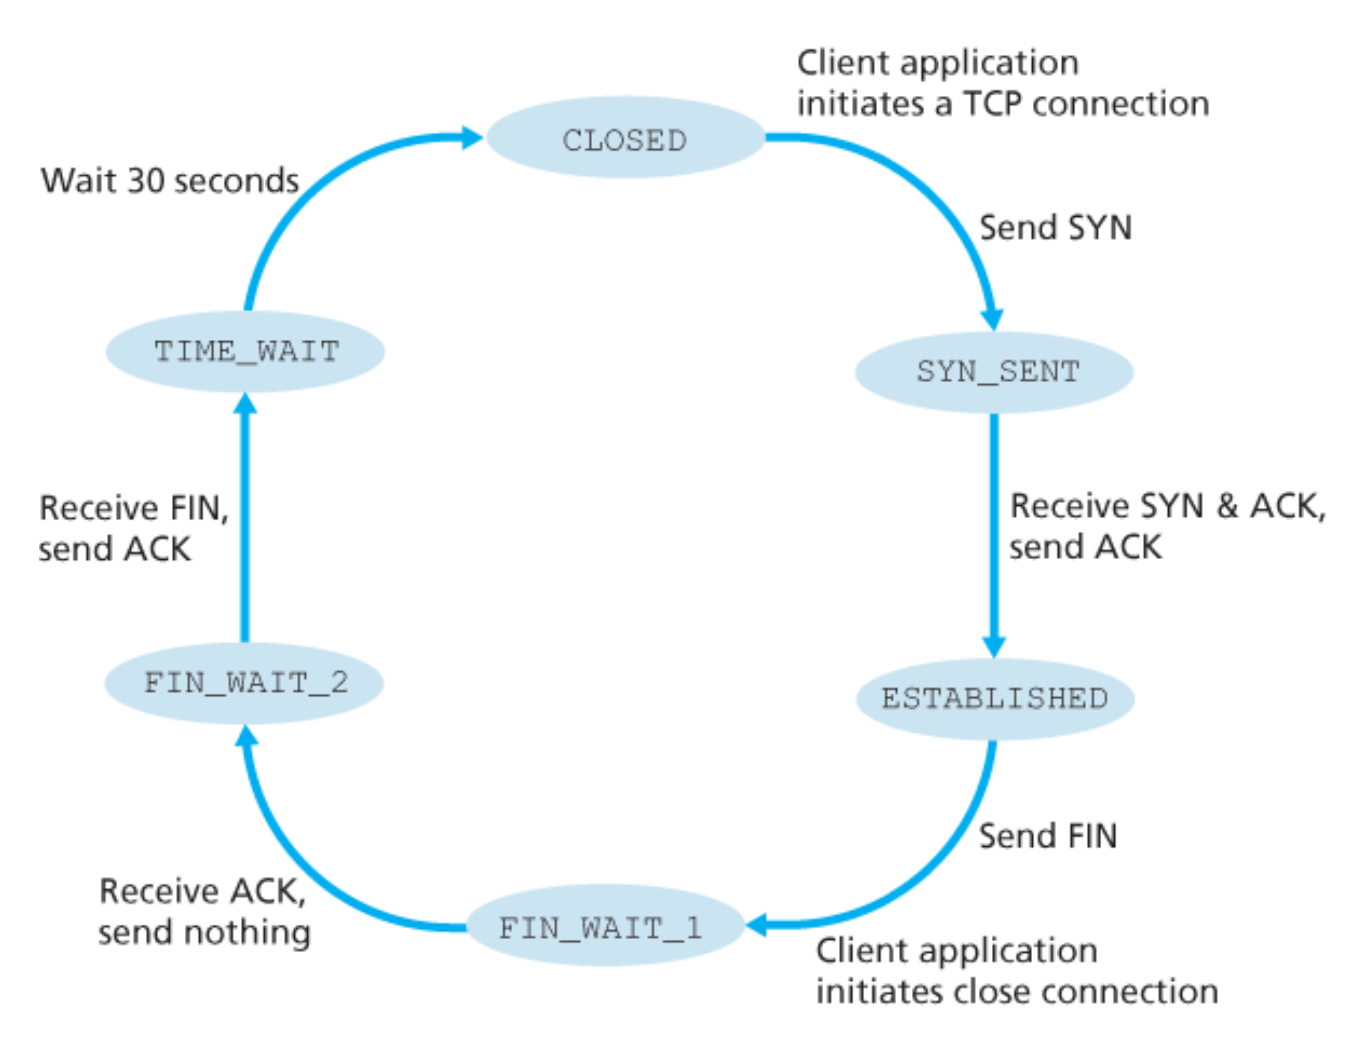 Client application
initiates a TCP connection
CLOSED
Wait 30 seconds
Send SYN
TIME_WAIT
SYN_SENT
Receive FIN,
send ACK
Receive SYN & ACK,
send ACK
FIN_WAIT_2
ESTABLISHED
Send FIN
Receive ACK,
send nothing
FIN_WAIT_1
Client application
initiates close connection